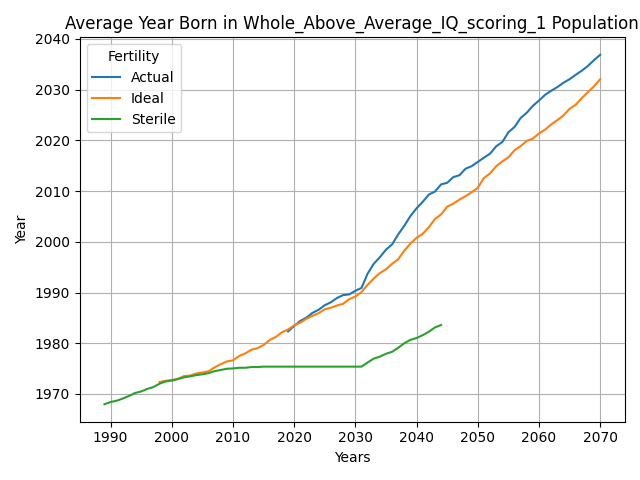 Average Year Born in Whole_Above_Average_IQ_scoring_1 Population
2040
2030
2020
2010
2000
1990
1980
1970
Year
Fertility
Actual
Ideal
Sterile
1990 2000 2010 2020 2030 2040 2050 2060 2070
Years